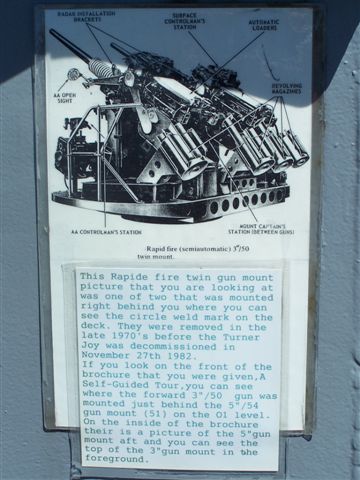 RADAR INSTALLATION
BRACKETS
SURFACE
CONTROLMAN'S
STATION
AUTOMATIC
LOADERS
REVOLVING
MAGAZINES
AA OPEN
SIGHT
AA CONTROLMAN'S STATION
MOUNT CAPTAIN'S
STATION (BETWEEN GUNS)
Rapid fire (semiautomatic) 3"/50
twin mount.
This Rapide fire twin gun mount
picture that you are looking at
was one of two that was mounted
right behind you where you can
see the circle weld mark on the
deck. They were removed in the
late 1970's before the Turner
Joy was decommissioned in
November 27th 1982.
If you look on the front of the
brochure that you were given,A
Self-Guided Tour,you can see
where the forward 3"/50 gun was
mounted just behind the 5"/54
gun mount (51) on the 01 level.
On the inside of the brochure
their is a picture of the 5"gun
mount aft and you can see the
top of the 3"gun mount in the
foreground.